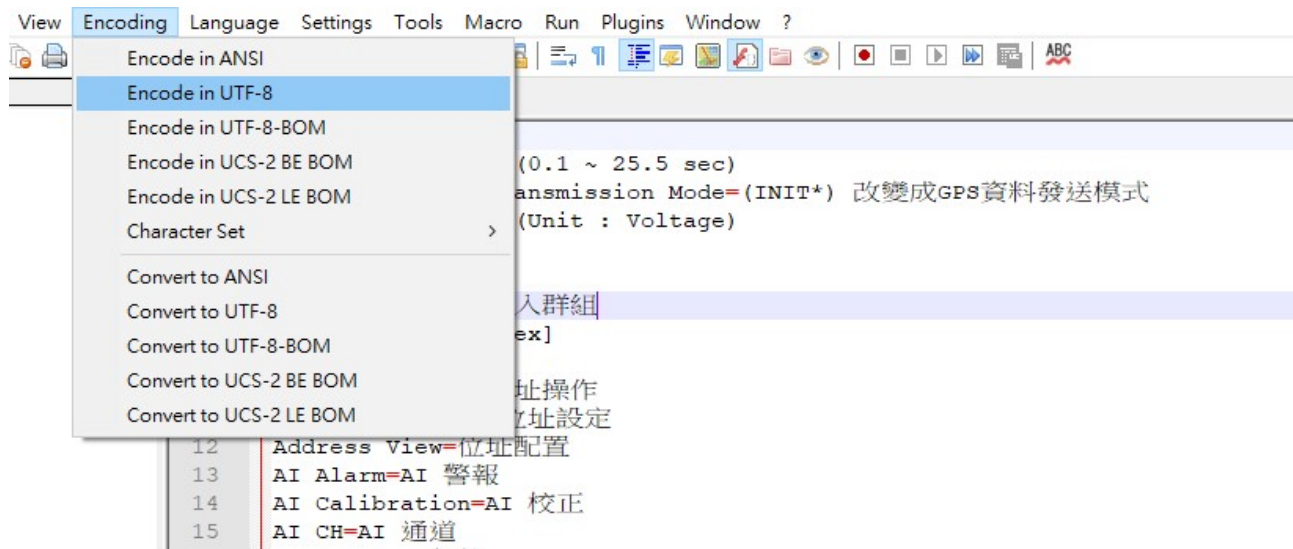 View Encoding Language Settings Tools Macro Run Plugins Window ?
ABC
Encode in ANSI
Encode in UTF-8
Encode in UTF-8-BOM
Encode in UCS-2 BE BOM
Encode in UCS-2 LE BOM
Character Set >
Convert to ANSI
Convert to UTF-8
Convert to UTF-8-BOM
Convert to UCS-2 BE BOM
Convert to UCS-2 LE BOM
(0.1 ~ 25.5 sec)
ansmission Mode=(INIT*) 改變成GPS資料發送模式
(Unit : Voltage)
入群組
ex]
址操作
位址設定
12 Address View=位址配置
13 AI Alarm=AI 警報
14 AI Calibration=AI 校正
15 AI CH=AI 通道